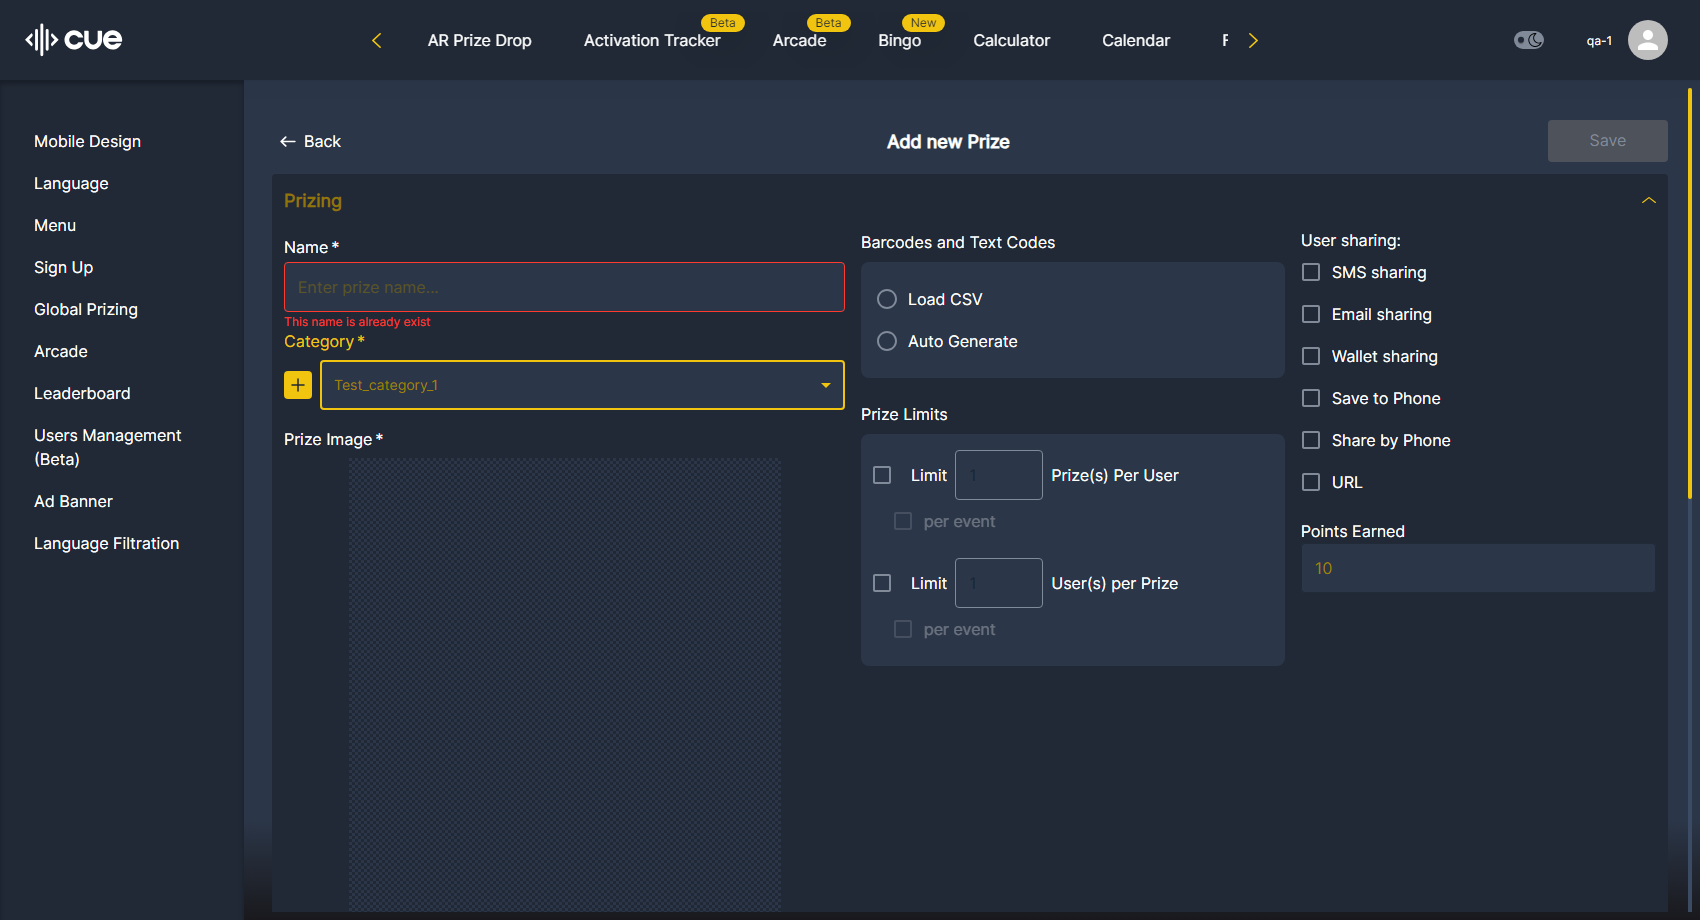 cue
AR Prize Drop
Activation Tracker
Beta
Arcade
Beta
Bingo
New
Calculator
Calendar
qa-1
Mobile Design
Language
Menu
Sign Up
Global Prizing
Arcade
Leaderboard
Users Management
(Beta)
Ad Banner
Language Filtration
Back
Add new Prize
Save
Prizing
Name *
Enter prize name...
This name is already exist
Category *
Test_category_1
Prize Image *
Barcodes and Text Codes
Load CSV
Auto Generate
Prize Limits
Limit 1 Prize(s) Per User
per event
Limit 1 User(s) per Prize
per event
User sharing:
SMS sharing
Email sharing
Wallet sharing
Save to Phone
Share by Phone
URL
Points Earned
10